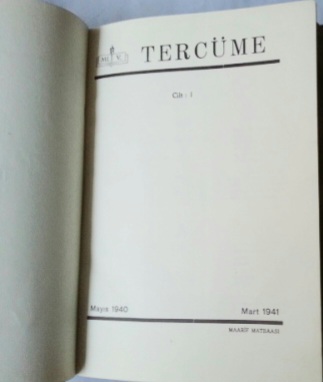 TERCÜME
Cilt: I
Mayıs 1940 Mart 1941
MAARİF MATBAASI